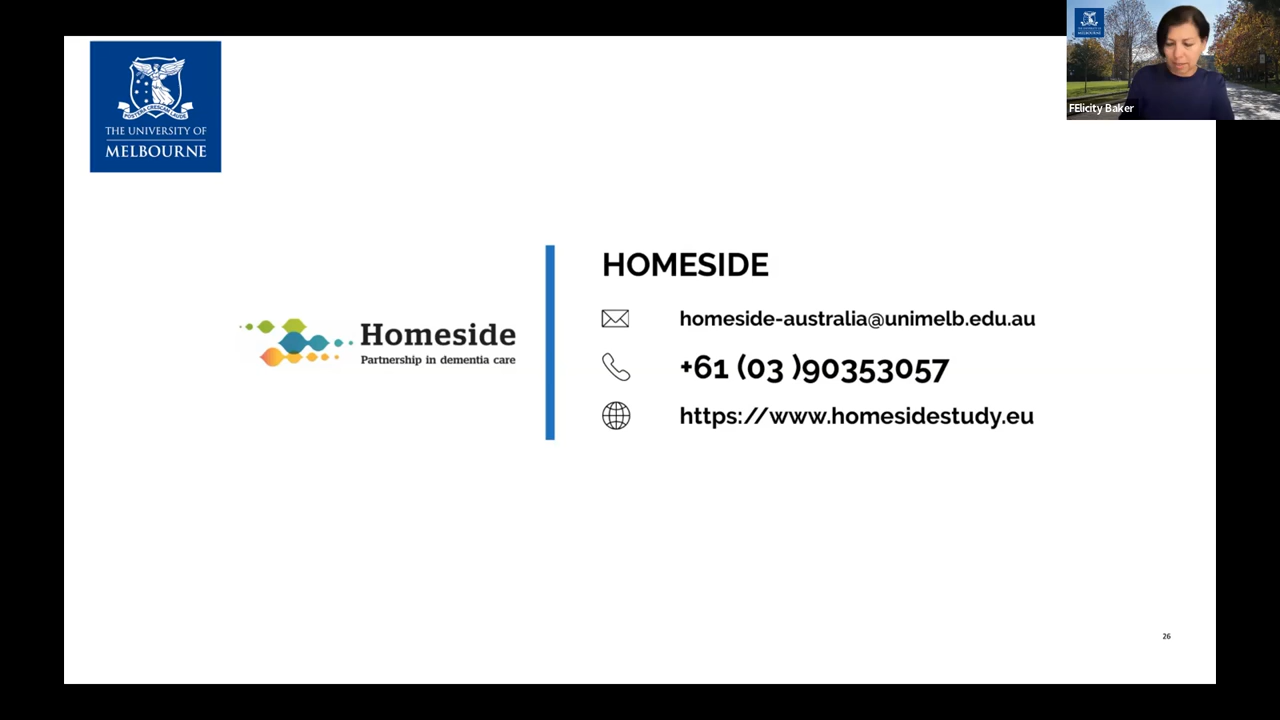 THE UNIVERSITY OF
MELBOURNE
FElicity Baker
Homeside
Partnership in dementia care
HOMESIDE
homeside-australia@unimelb.edu.au
+61 (03 )90353057
https://www.homesidestudy.eu
26